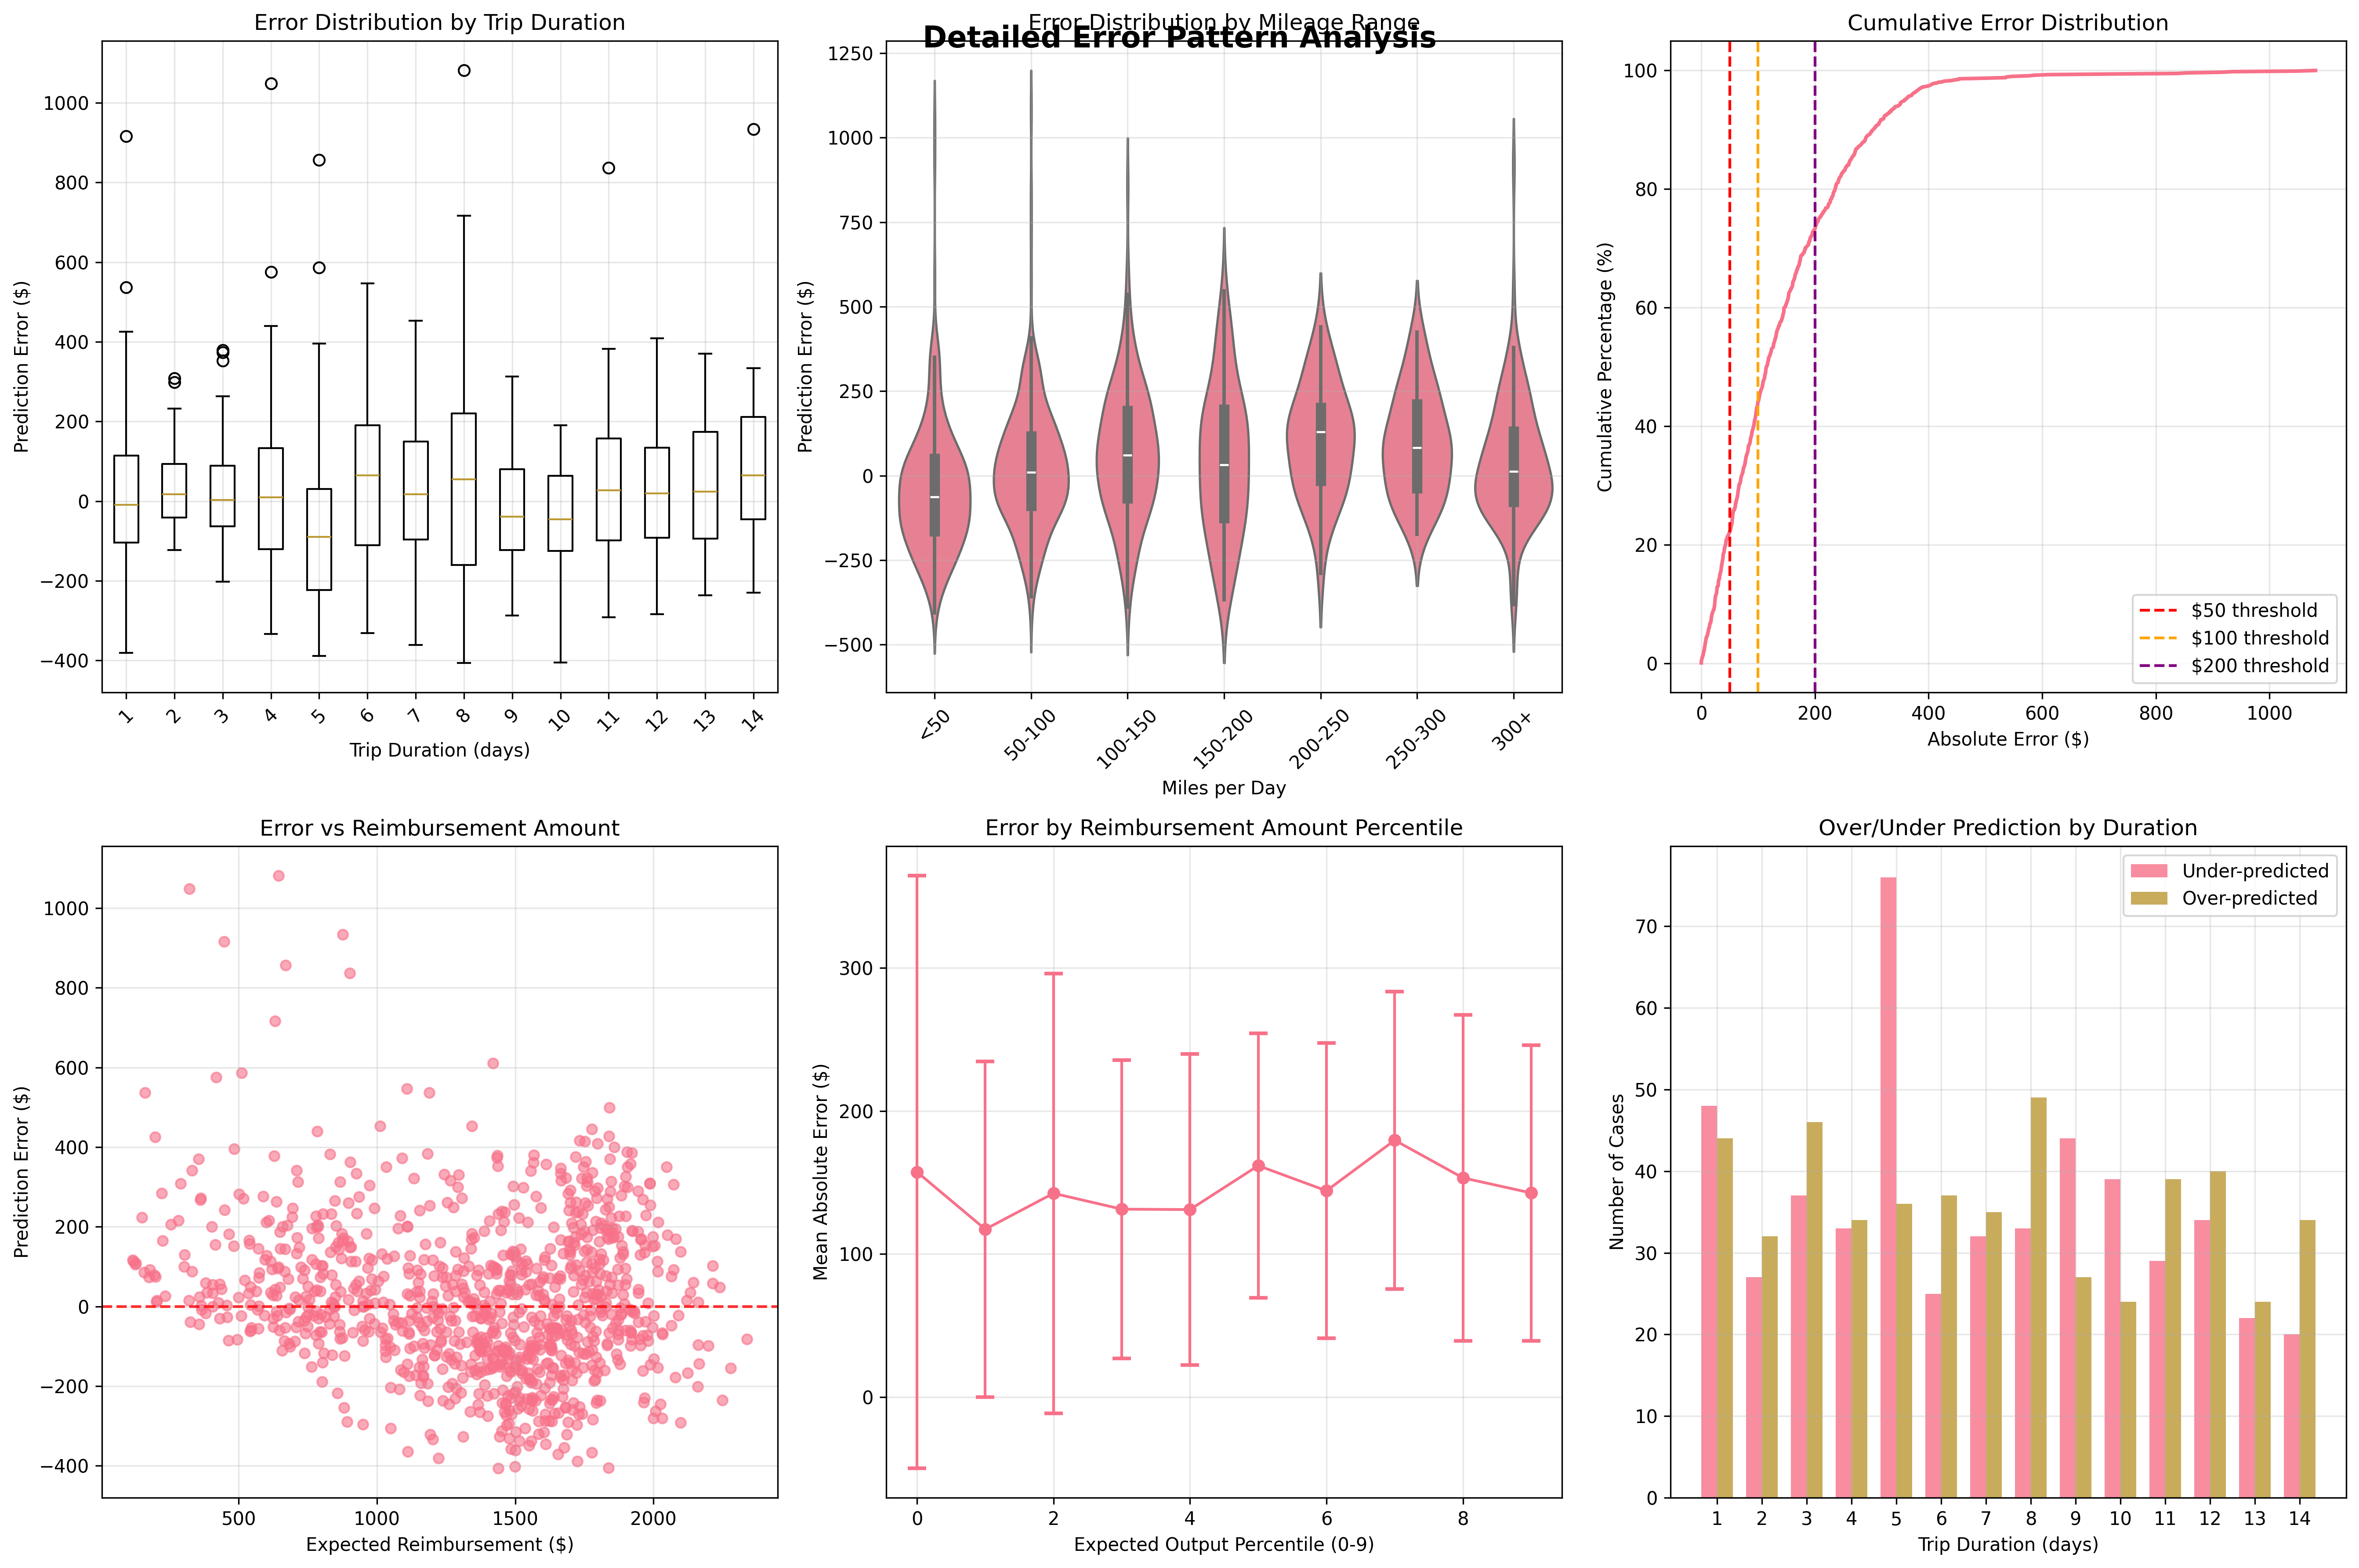 Detailed Error Pattern Analysis
Error Distribution by Trip Duration
Prediction Error ($)
1000
800
600
400
200
0
−200
−400
1 2 3 4 5 6 7 8 9 10 11 12 13 14
Trip Duration (days)
Error Distribution by Mileage Range
Prediction Error ($)
1250
1000
750
500
250
0
−250
−500
<50 50-100 100-150 150-200 200-250 250-300 300+
Miles per Day
Cumulative Error Distribution
Cumulative Percentage (%)
100
80
60
40
20
0
$50 threshold
$100 threshold
$200 threshold
0 200 400 600 800 1000
Absolute Error ($)
Error vs Reimbursement Amount
Prediction Error ($)
1000
800
600
400
200
0
−200
−400
500 1000 1500 2000
Expected Reimbursement ($)
Error by Reimbursement Amount Percentile
Mean Absolute Error ($)
300
200
100
0
0 2 4 6 8
Expected Output Percentile (0-9)
Over/Under Prediction by Duration
Number of Cases
Under-predicted
Over-predicted
70
60
50
40
30
20
10
0
1 2 3 4 5 6 7 8 9 10 11 12 13 14
Trip Duration (days)